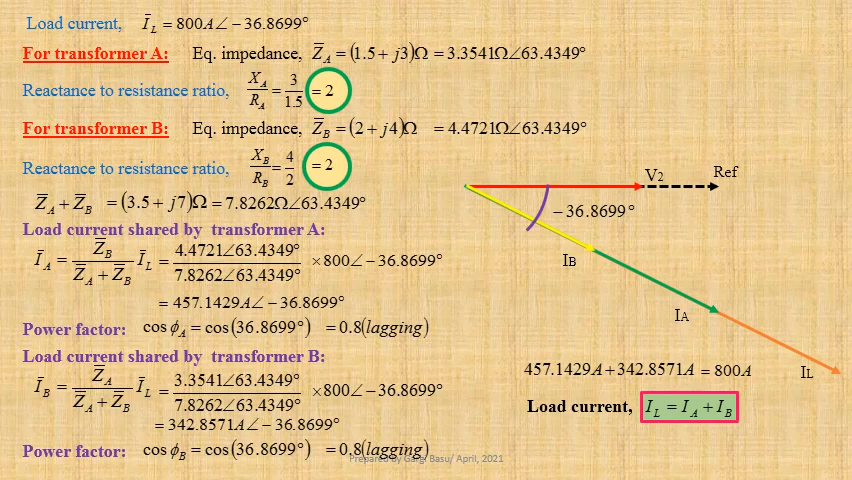 Load current, Ī_L = 800A∠−36.8699°
For transformer A: Eq. impedance, Z̅_A = (1.5 + j3)Ω = 3.3541Ω∠63.4349°
Reactance to resistance ratio, X_A/R_A = 3/1.5 = 2
For transformer B: Eq. impedance, Z̅_B = (2 + j4)Ω = 4.4721Ω∠63.4349°
Reactance to resistance ratio, X_B/R_B = 4/2 = 2
Z̅_A + Z̅_B = (3.5 + j7)Ω = 7.8262Ω∠63.4349°
Load current shared by transformer A:
Ī_A = Z̅_B/(Z̅_A + Z̅_B) Ī_L = 4.4721∠63.4349°/7.8262∠63.4349° ×800∠−36.8699°
= 457.1429A∠−36.8699°
Power factor: cos ϕ_A = cos(36.8699°) = 0.8(lagging)
Load current shared by transformer B:
Ī_B = Z̅_A/(Z̅_A + Z̅_B) Ī_L = 3.3541∠63.4349°/7.8262∠63.4349° ×800∠−36.8699°
= 342.8571A∠−36.8699°
Power factor: cos ϕ_B = cos(36.8699°) = 0.8(lagging)
V2
Ref
−36.8699°
IB
IA
IL
457.1429A + 342.8571A = 800A
Load current, I_L = I_A + I_B
Prepared by Gargi Basu/ April, 2021